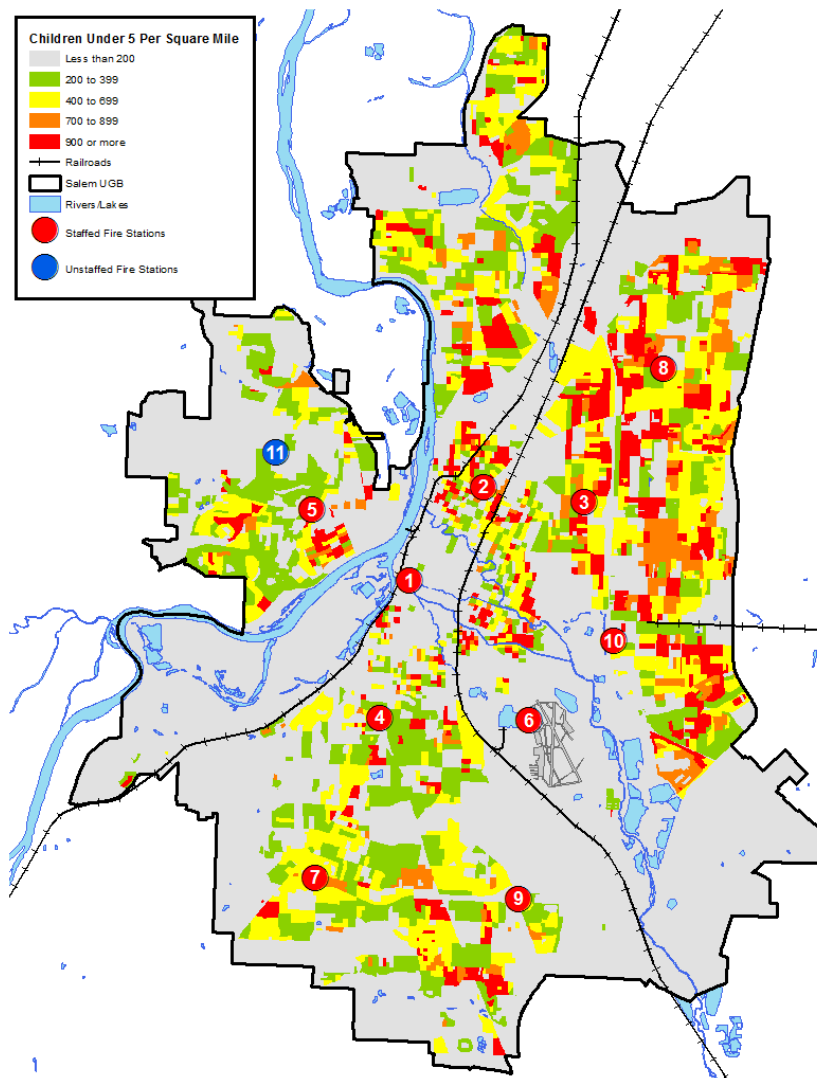 Children Under 5 Per Square Mile
Less than 200
200 to 399
400 to 699
700 to 899
900 or more
Railroads
Salem UGB
Rivers/Lakes
Staffed Fire Stations
Unstaffed Fire Stations
8
11
2
3
5
1
10
4
6
7
9